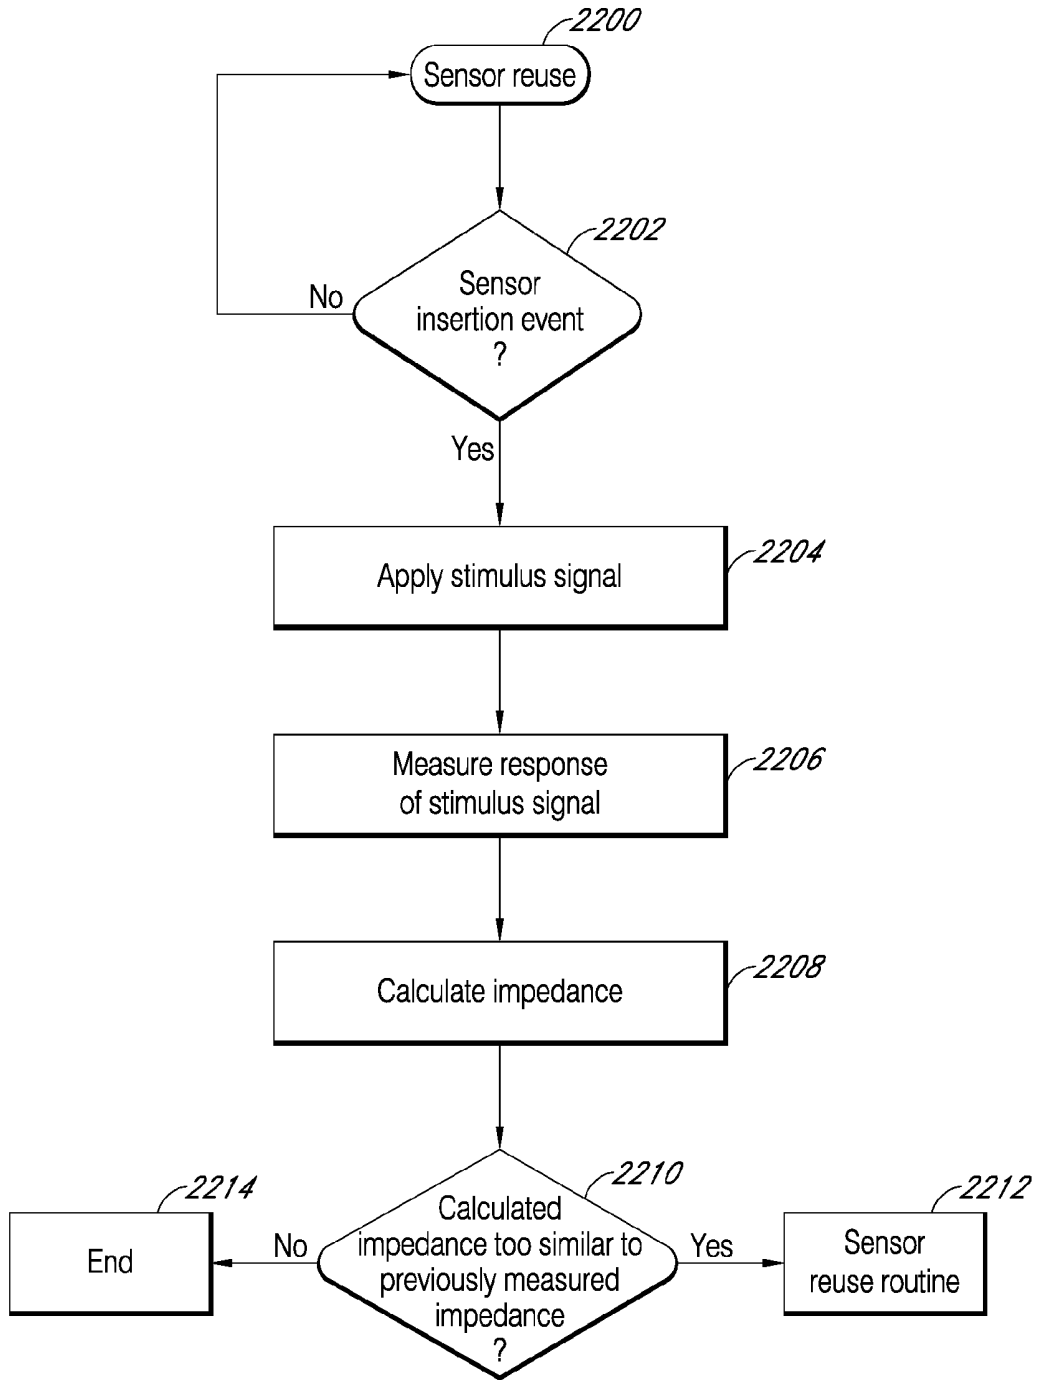 2200
Sensor reuse
2202
Sensor
insertion event
?
No
Yes
2204
Apply stimulus signal
2206
Measure response
of stimulus signal
2208
Calculate impedance
2210
Calculated
impedance too similar to
previously measured
impedance
?
No
2214
End
Yes
2212
Sensor
reuse routine